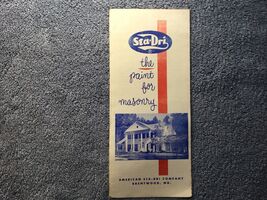 Sta-Dri
the
paint
for
masonry
AMERICAN STA-DRI COMPANY
BRENTWOOD, MD.